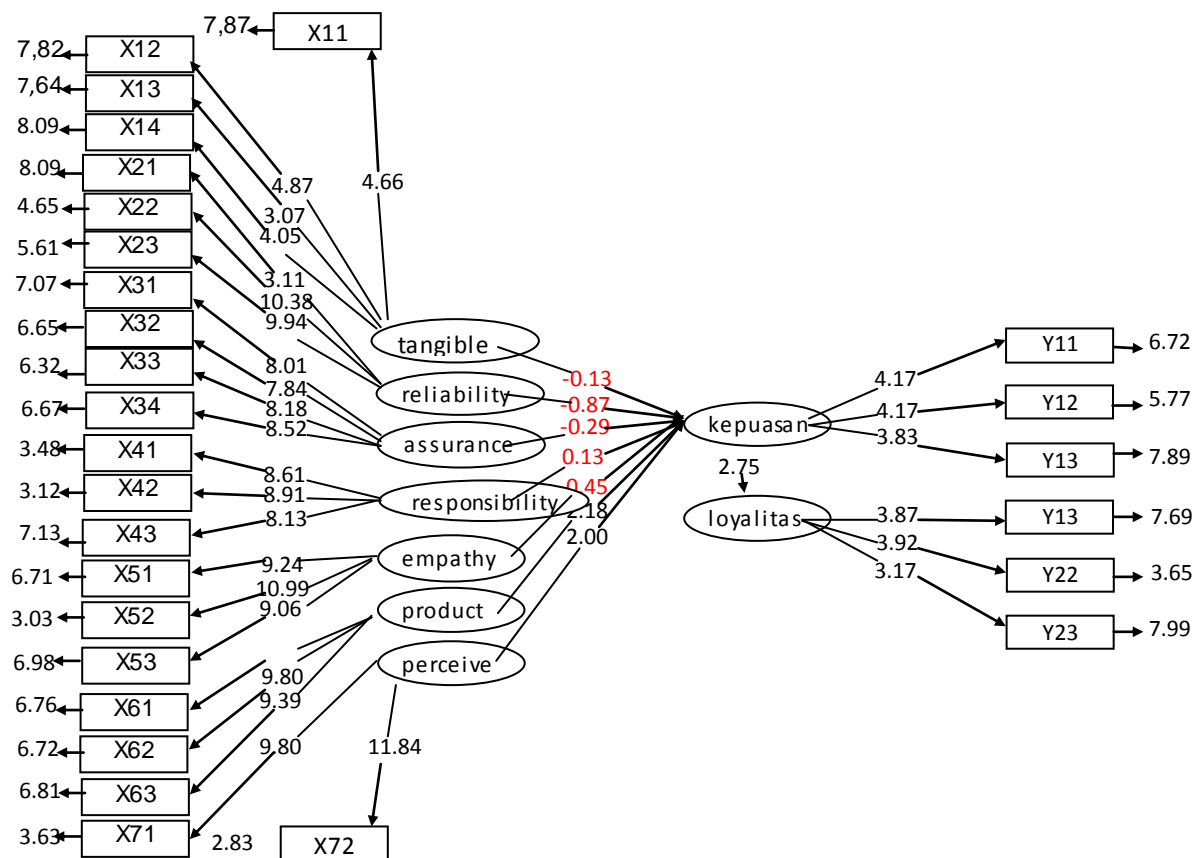 7,87 X11
7,82 X12
7,64 X13
8.09 X14
8.09 X21
4.65 X22
5.61 X23
7.07 X31
6.65 X32
6.32 X33
6.67 X34
3.48 X41
3.12 X42
7.13 X43
6.71 X51
3.03 X52
6.98 X53
6.76 X61
6.72 X62
6.81 X63
3.63 X71
2.83 X72
4.87
4.66
3.07
4.05
3.11
10.38
9.94
8.01
7.84
8.18
8.52
8.61
8.91
8.13
9.24
10.99
9.06
9.80
9.39
9.80
11.84
tangible
reliability
assurance
responsibility
empathy
product
perceive
-0.13
-0.87
-0.29
0.13
0.45
2.18
2.00
kepuasan
2.75
loyalitas
4.17
4.17
3.83
3.87
3.92
3.17
Y11 6.72
Y12 5.77
Y13 7.89
Y13 7.69
Y22 3.65
Y23 7.99